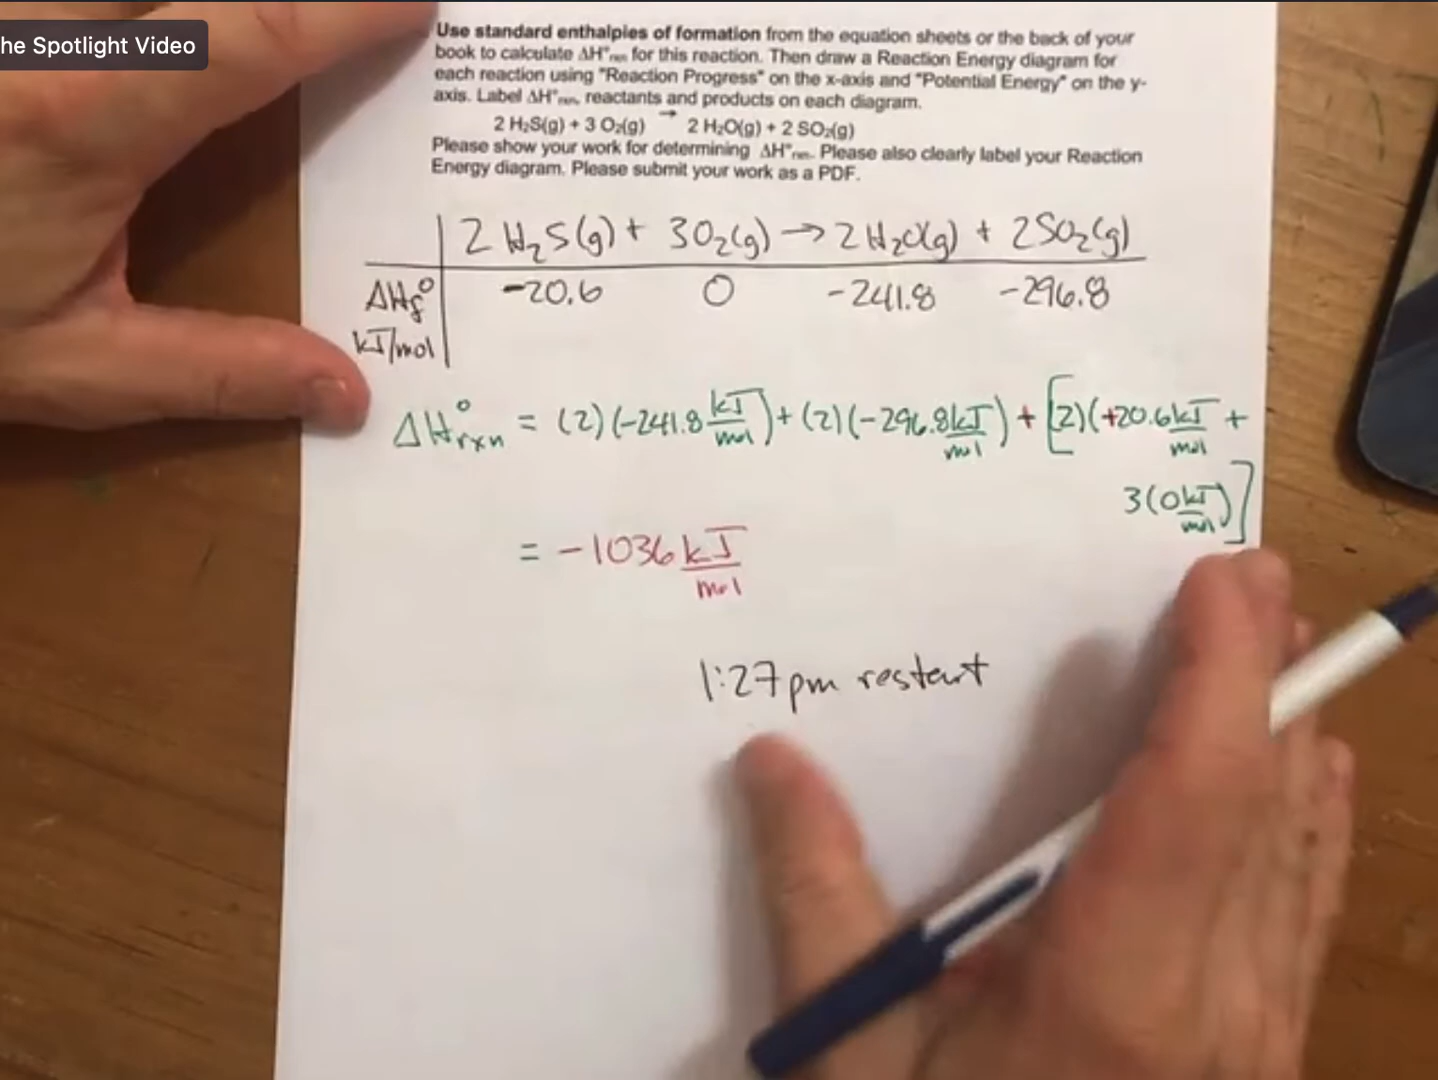 he Spotlight Video
Use standard enthalpies of formation from the equation sheets or the back of your
book to calculate ΔH°rxn for this reaction. Then draw a Reaction Energy diagram for
each reaction using "Reaction Progress" on the x-axis and "Potential Energy" on the y-
axis. Label ΔH°rxn, reactants and products on each diagram.
2 H₂S(g) + 3 O₂(g) → 2 H₂O(g) + 2 SO₂(g)
Please show your work for determining ΔH°rxn. Please also clearly label your Reaction
Energy diagram. Please submit your work as a PDF.
2 H₂S(g) + 3O₂(g) → 2 H₂O(g) + 2SO₂(g)
ΔHf° -20.6 0 -241.8 -296.8
kJ/mol
ΔH°rxn = (2)(-241.8 kJ/mol) + (2)(-296.8 kJ/mol) + [2)(+20.6 kJ/mol +
3(0 kJ/mol)]
= -1036 kJ/mol
1:27pm restart